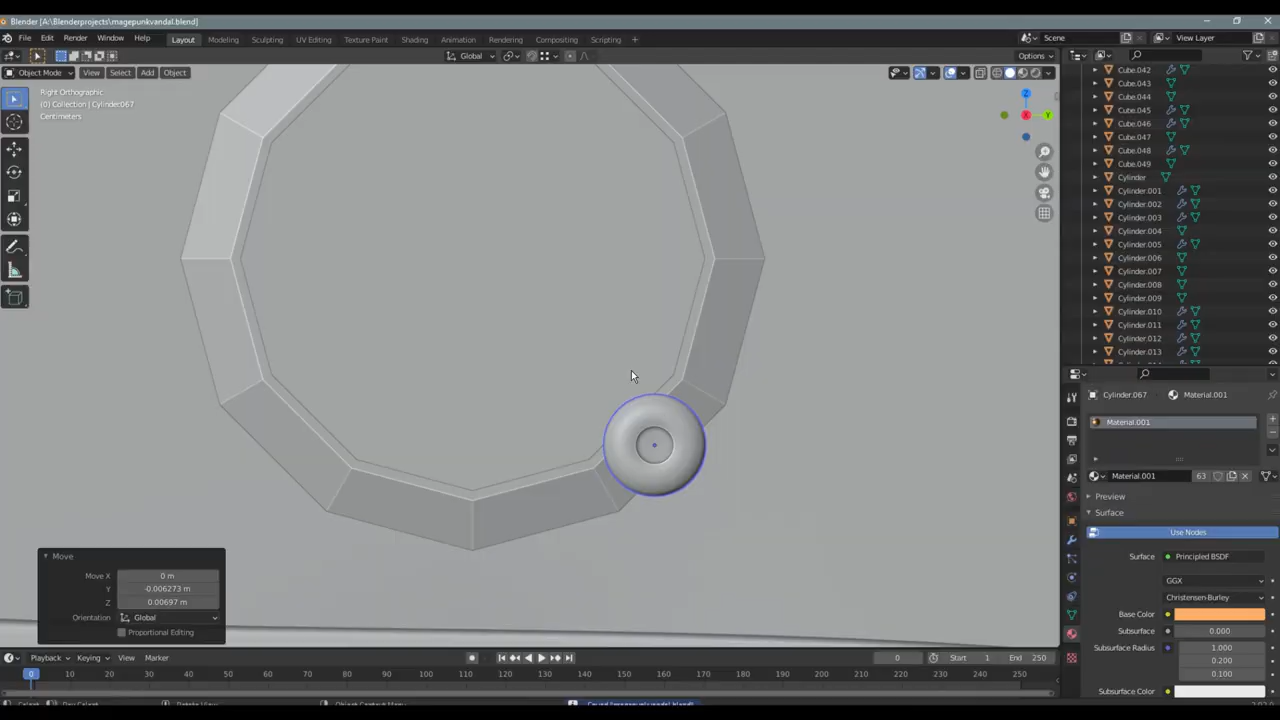 Blender [A:\Blenderprojects\magepunkvandal.blend]
File Edit Render Window Help Layout Modeling Sculpting UV Editing Texture Paint Shading Animation Rendering Compositing Scripting + Scene View Layer
Global Options
Object Mode View Select Add Object
Right Orthographic
(0) Collection | Cylinder.067
Centimeters
Z
X
Y
Cube.042
Cube.043
Cube.044
Cube.045
Cube.046
Cube.047
Cube.048
Cube.049
Cylinder
Cylinder.001
Cylinder.002
Cylinder.003
Cylinder.004
Cylinder.005
Cylinder.006
Cylinder.007
Cylinder.008
Cylinder.009
Cylinder.010
Cylinder.011
Cylinder.012
Cylinder.013
Cylinder.067 Material.001
Material.001
Material.001 63
Preview
Surface
Use Nodes
Surface Principled BSDF
GGX
Christensen-Burley
Base Color
Subsurface 0.000
Subsurface Radius 1.000
0.200
0.100
Subsurface Color
Move
Move X 0 m
Y -0.006273 m
Z 0.00697 m
Orientation Global
Proportional Editing
Playback Keying View Marker 0 Start 1 End 250
0 10 20 30 40 50 60 70 80 90 100 110 120 130 140 150 160 170 180 190 200 210 220 230 240 250